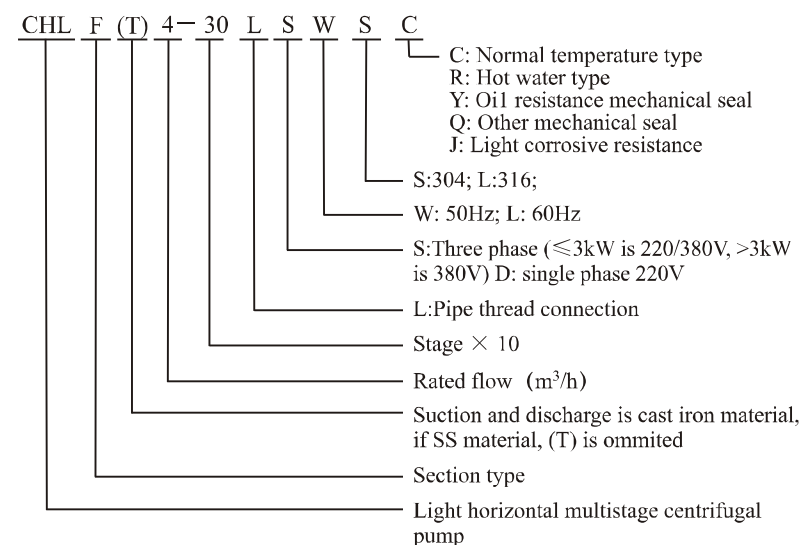 CHL F (T) 4－30 L S W S C
C: Normal temperature type
R: Hot water type
Y: Oi1 resistance mechanical seal
Q: Other mechanical seal
J: Light corrosive resistance
S:304; L:316;
W: 50Hz; L: 60Hz
S:Three phase (≤3kW is 220/380V, >3kW
is 380V) D: single phase 220V
L:Pipe thread connection
Stage × 10
Rated flow (m³/h)
Suction and discharge is cast iron material,
if SS material, (T) is ommited
Section type
Light horizontal multistage centrifugal
pump